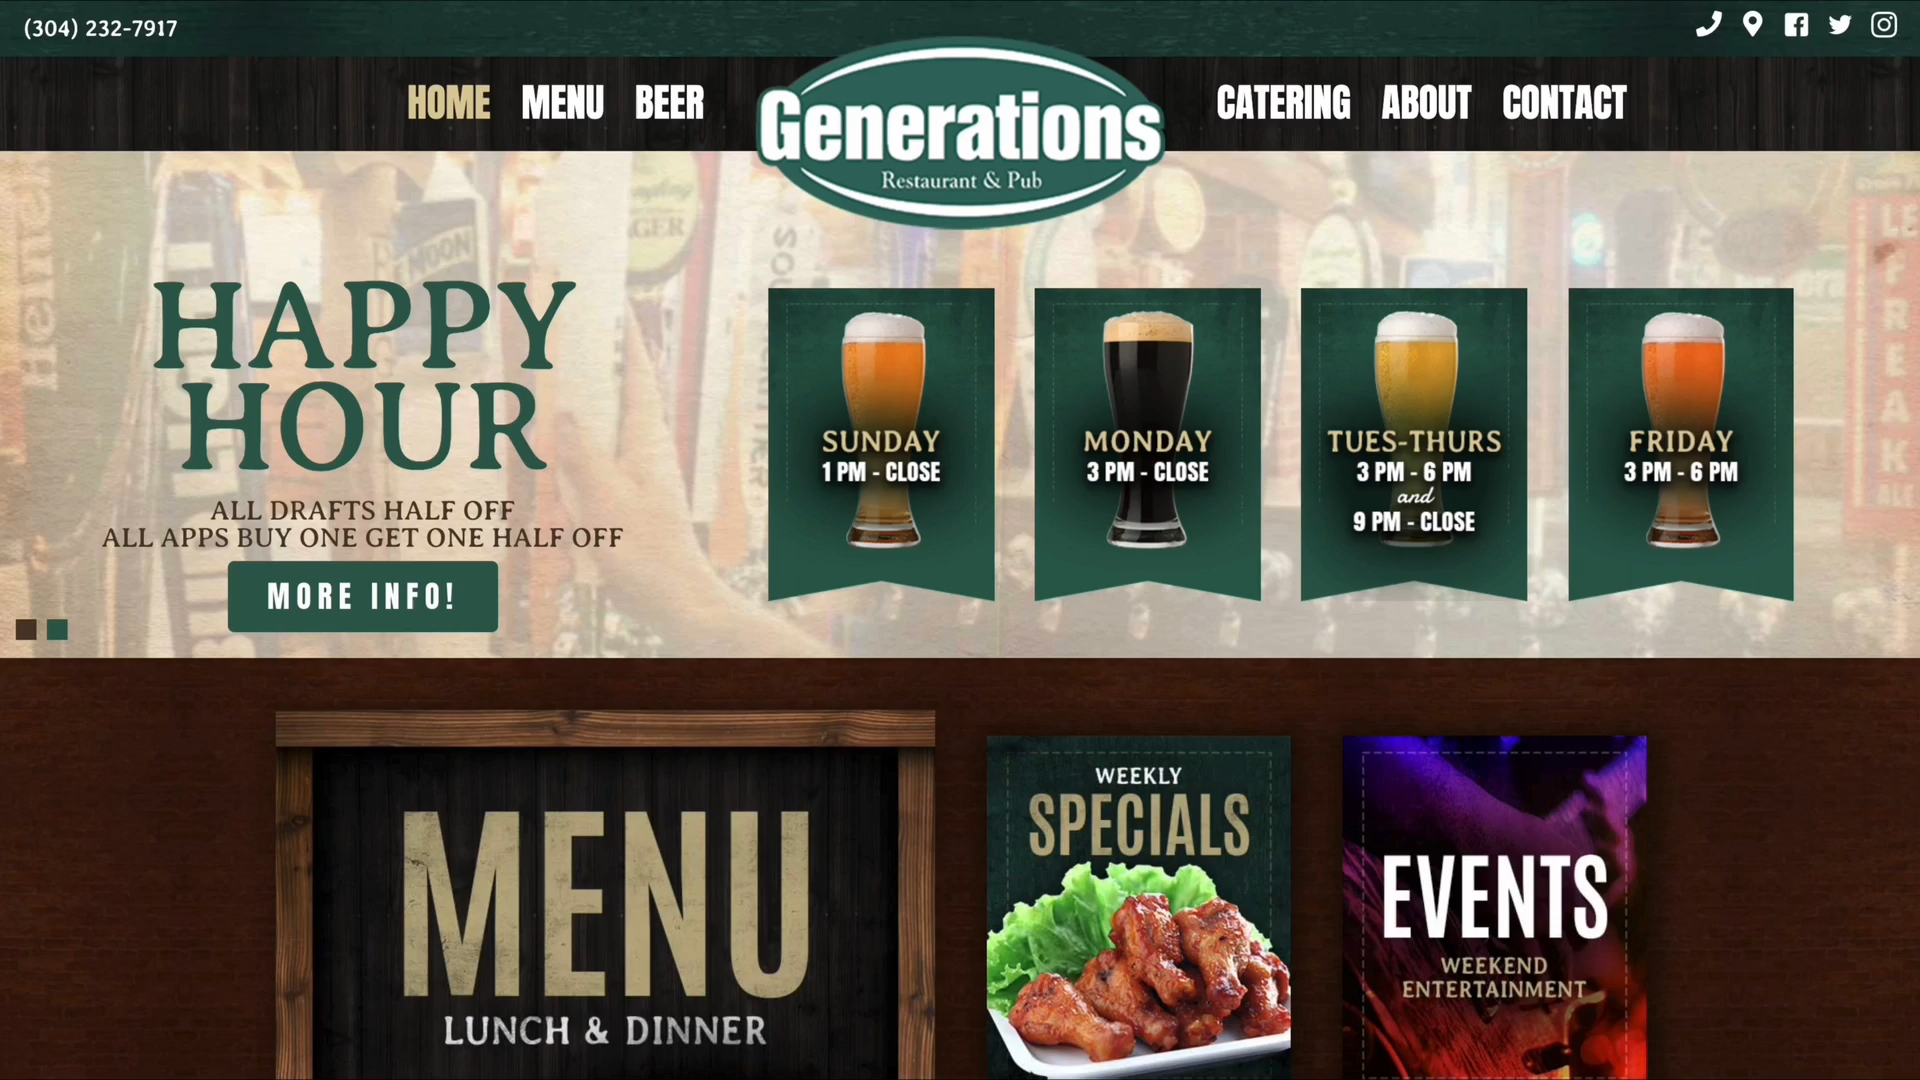 (304) 232-7917
HOME MENU BEER
Generations
Restaurant & Pub
CATERING ABOUT CONTACT
HAPPY
HOUR
ALL DRAFTS HALF OFF
ALL APPS BUY ONE GET ONE HALF OFF
MORE INFO!
SUNDAY
1 PM - CLOSE
MONDAY
3 PM - CLOSE
TUES-THURS
3 PM - 6 PM
and
9 PM - CLOSE
FRIDAY
3 PM - 6 PM
MOON
GER
MENU
LUNCH & DINNER
WEEKLY
SPECIALS
EVENTS
WEEKEND
ENTERTAINMENT